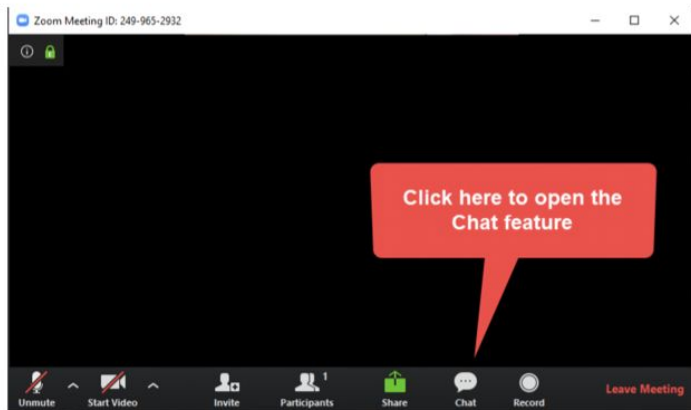 Zoom Meeting ID: 249-965-2932
Click here to open the
Chat feature
1
Unmute Start Video Invite Participants Share Chat Record Leave Meeting